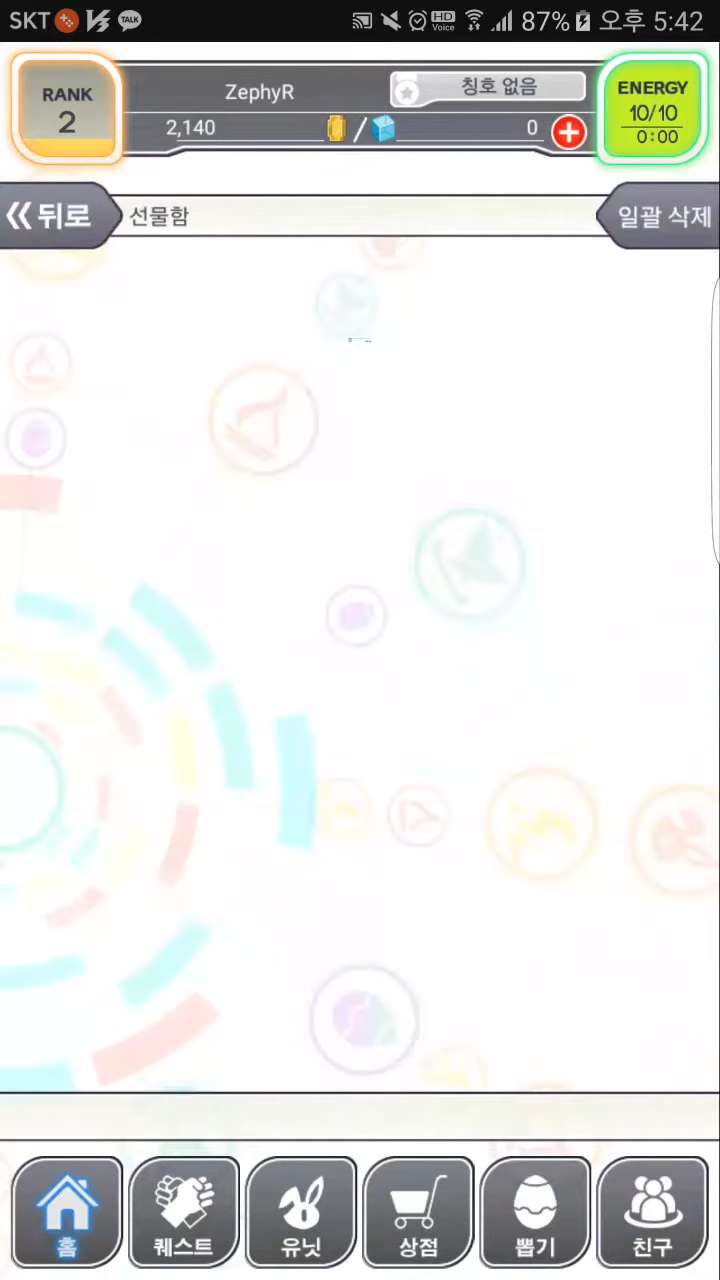 SKT TALK HD Voice 87% 오후 5:42
RANK
2
ZephyR
칭호 없음
2,140 / 0
ENERGY
10/10
0:00
뒤로
선물함
일괄 삭제
홈
퀘스트
유닛
상점
뽑기
친구